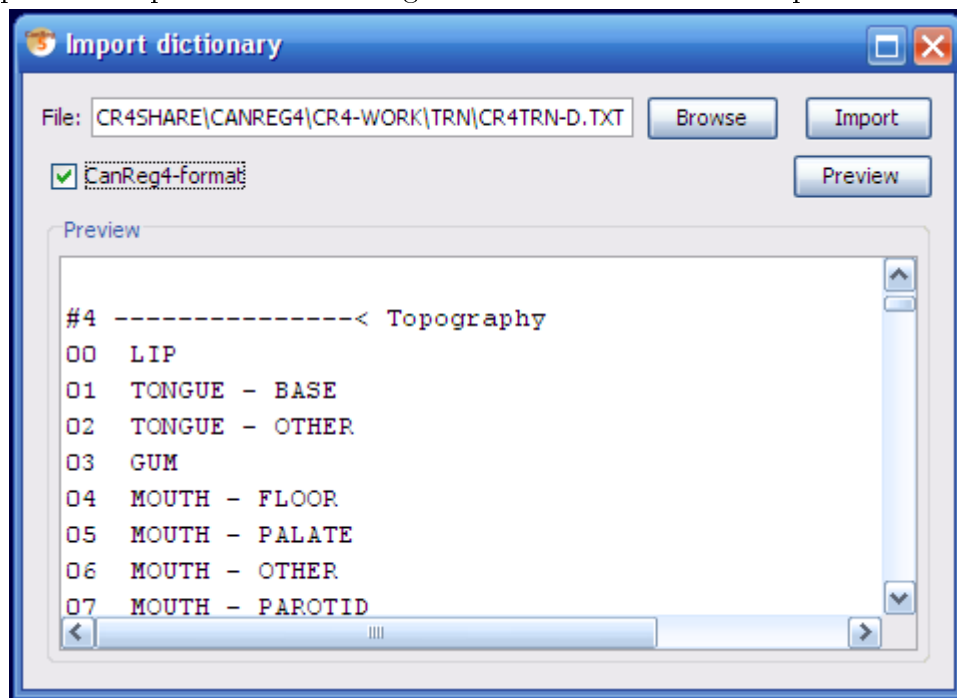 Import dictionary
File: CR4SHARE\CANREG4\CR4-WORK\TRN\CR4TRN-D.TXT Browse Import
CanReg4-format Preview
Preview
#4 ---------------< Topography
00 LIP
01 TONGUE - BASE
02 TONGUE - OTHER
03 GUM
04 MOUTH - FLOOR
05 MOUTH - PALATE
06 MOUTH - OTHER
07 MOUTH - PAROTID